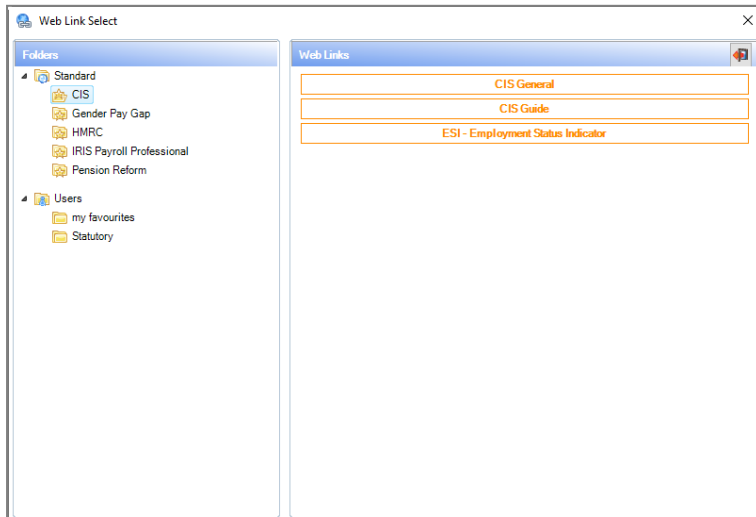 Web Link Select
Folders
Standard
CIS
Gender Pay Gap
HMRC
IRIS Payroll Professional
Pension Reform
Users
my favourites
Statutory
Web Links
CIS General
CIS Guide
ESI - Employment Status Indicator